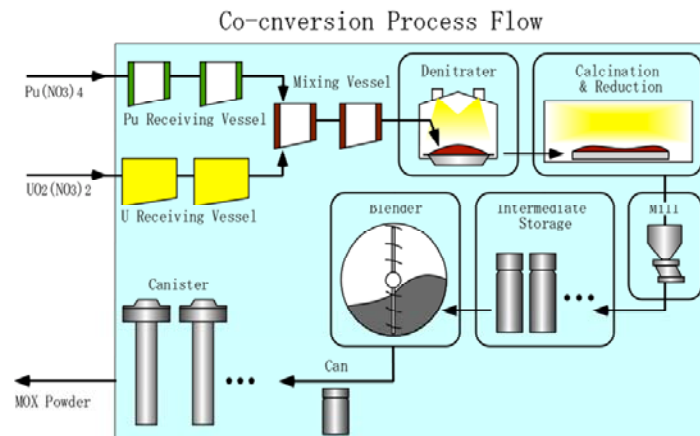 Co-cnversion Process Flow
Pu(NO3)4
Pu Receiving Vessel
Mixing Vessel
Denitrater
Calcination
& Reduction
UO2(NO3)2
U Receiving Vessel
Blender
Intermediate
Storage
Mill
Canister
Can
MOX Powder